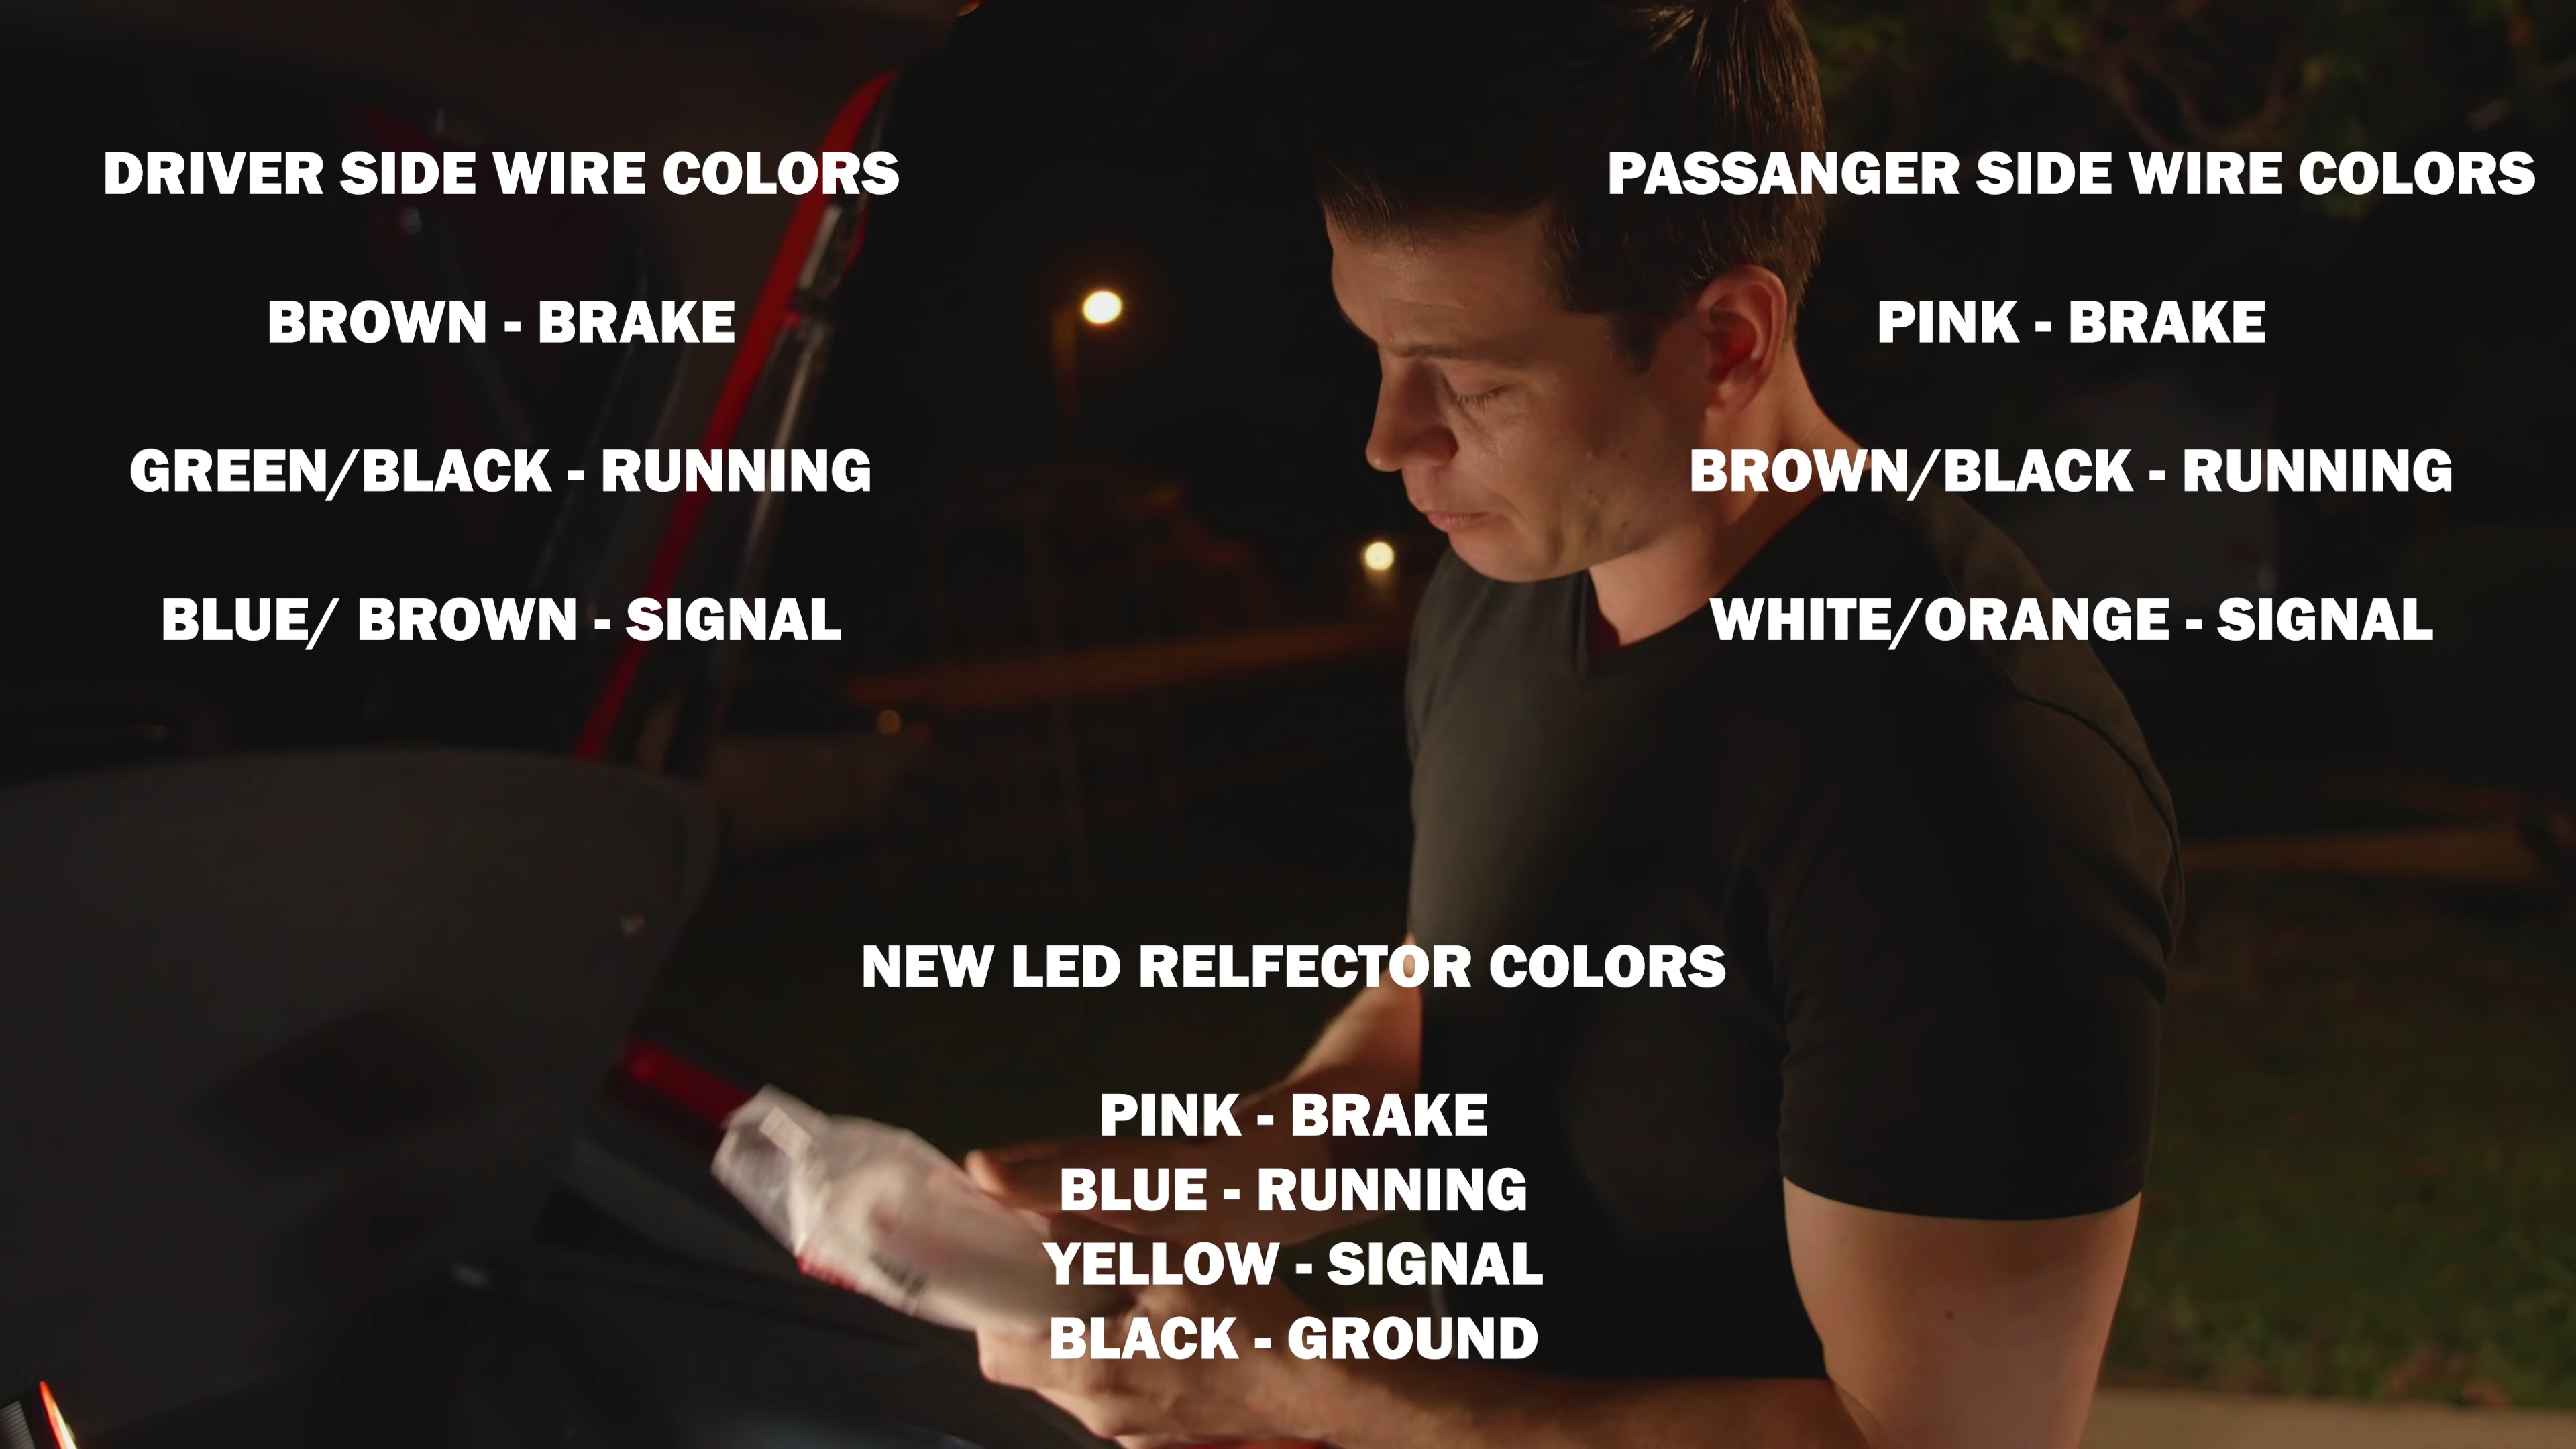 DRIVER SIDE WIRE COLORS
BROWN - BRAKE
GREEN/BLACK - RUNNING
BLUE/ BROWN - SIGNAL
PASSANGER SIDE WIRE COLORS
PINK - BRAKE
BROWN/BLACK - RUNNING
WHITE/ORANGE - SIGNAL
NEW LED RELFECTOR COLORS
PINK - BRAKE
BLUE - RUNNING
YELLOW - SIGNAL
BLACK - GROUND